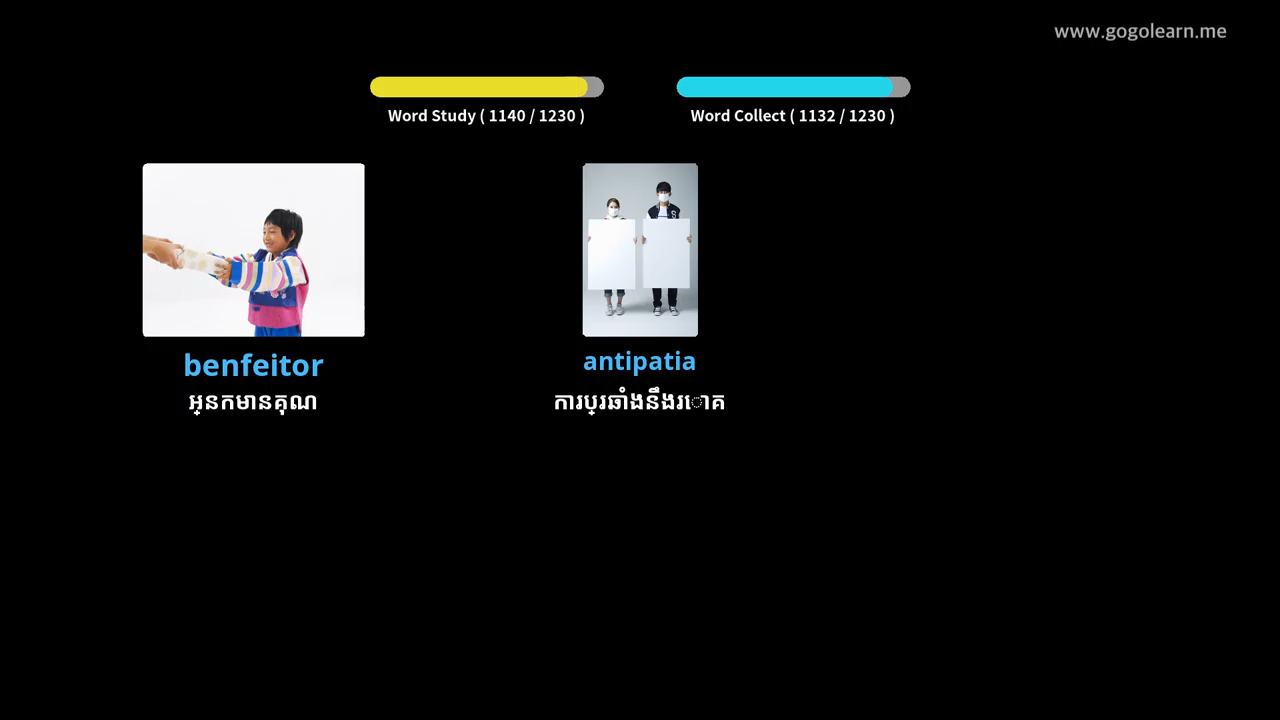 www.gogolearn.me
Word Study ( 1140 / 1230 )
Word Collect ( 1132 / 1230 )
benfeitor
អ្នកមានគុណ
antipatia
ការប្រឆាំងនឹងរោគ